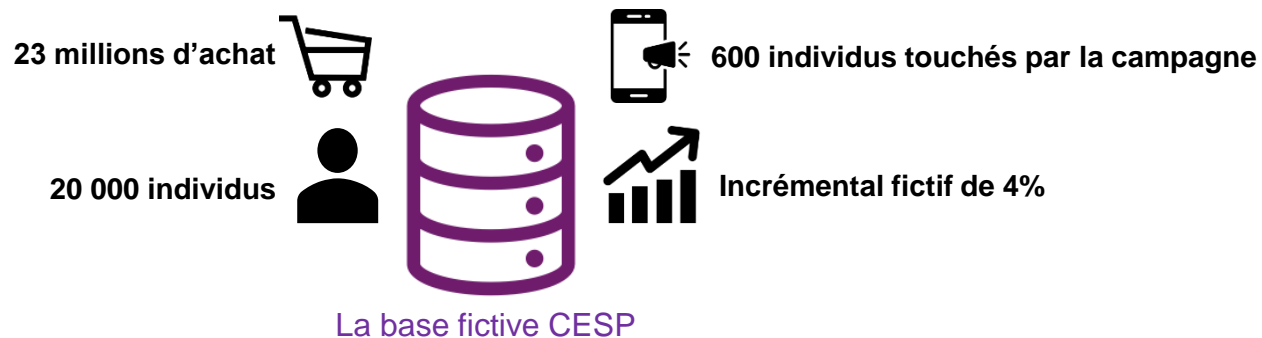 23 millions d’achat
600 individus touchés par la campagne
20 000 individus
Incrémental fictif de 4%
La base fictive CESP